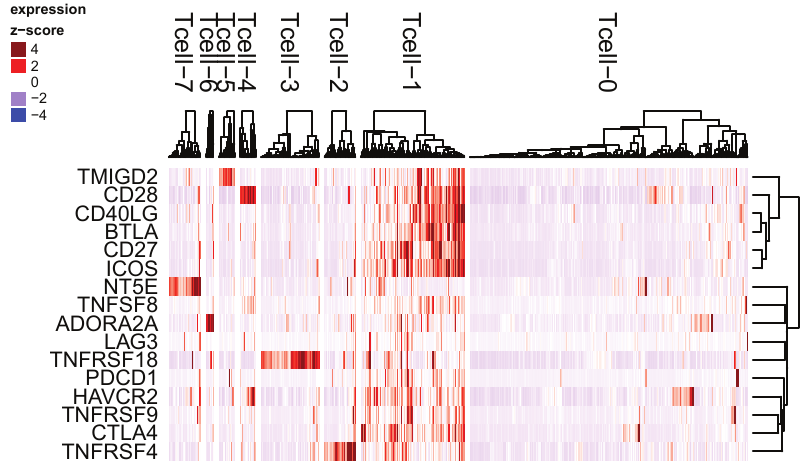 expression
z−score
4
2
0
−2
−4
Tcell−7
Tcell−6
Tcell−5
Tcell−4
Tcell−3
Tcell−2
Tcell−1
Tcell−0
TMIGD2
CD28
CD40LG
BTLA
CD27
ICOS
NT5E
TNFSF8
ADORA2A
LAG3
TNFRSF18
PDCD1
HAVCR2
TNFRSF9
CTLA4
TNFRSF4